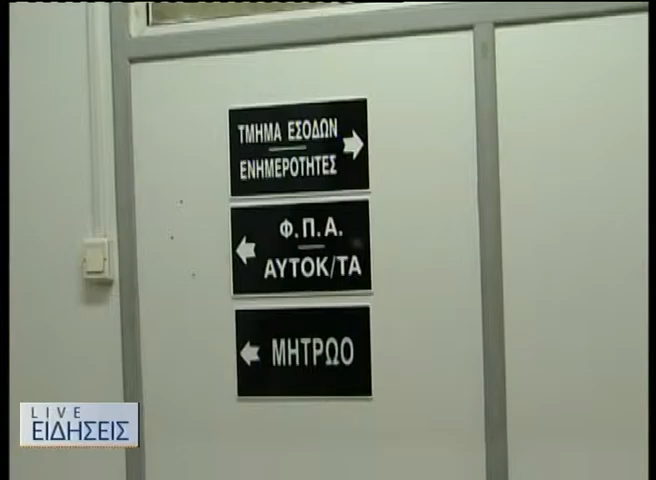 ΤΜΗΜΑ ΕΣΟΔΩΝ
ΕΝΗΜΕΡΟΤΗΤΕΣ
Φ.Π.Α.
ΑΥΤΟΚ/ΤΑ
ΜΗΤΡΩΟ
LIVE
ΕΙΔΗΣΕΙΣ